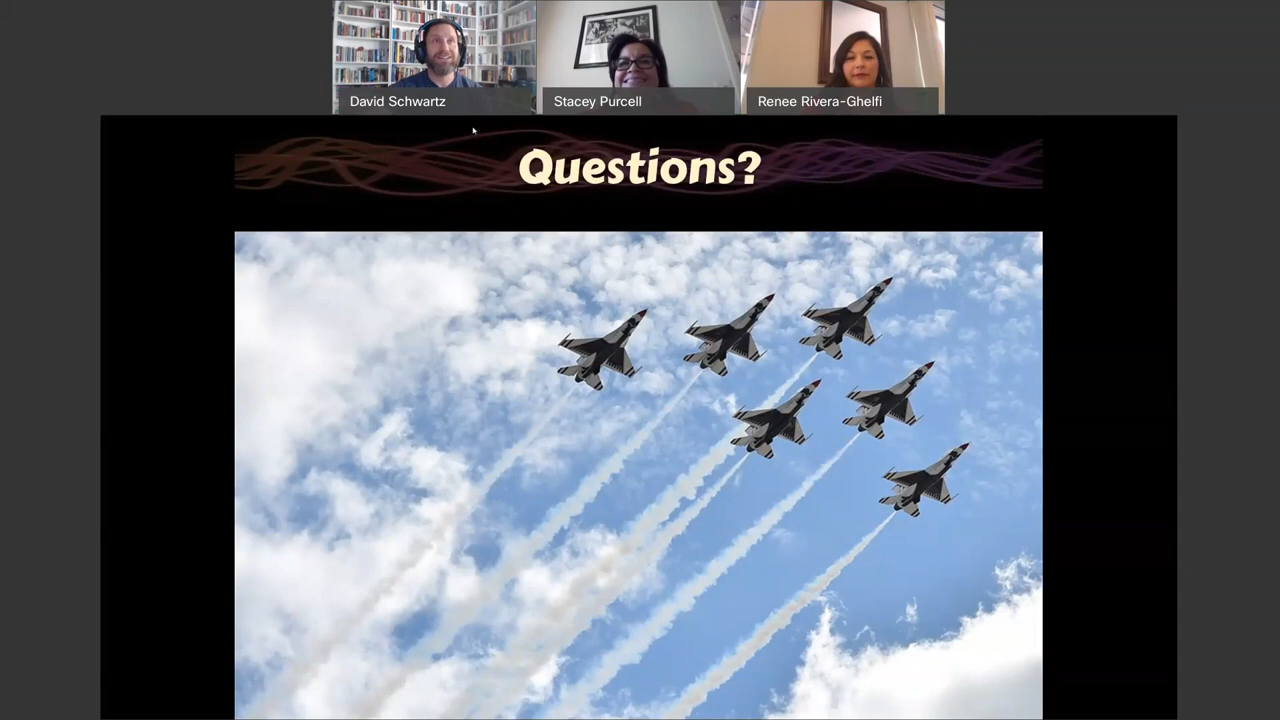 David Schwartz
Stacey Purcell
Renee Rivera-Ghelfi
Questions?